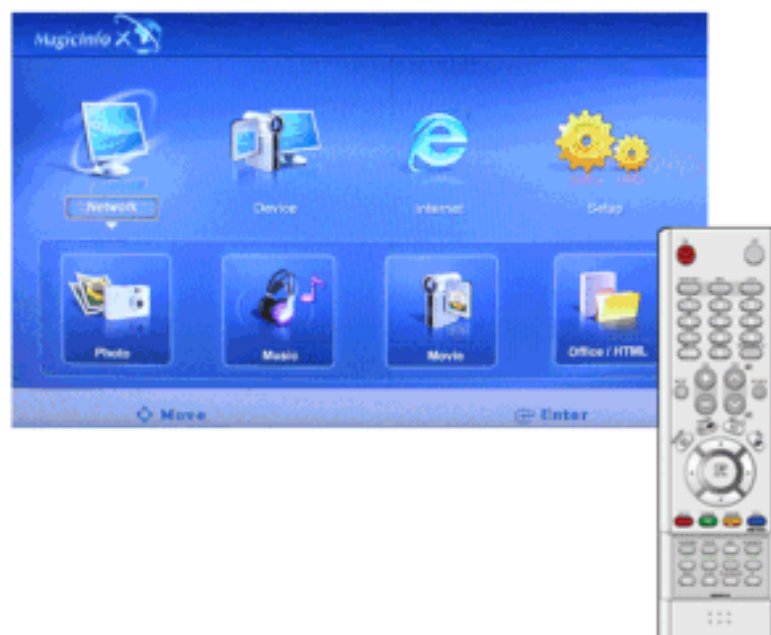 MagicInfo X
Network Device Internet Setup
Photo Music Movie Office / HTML
Move Enter